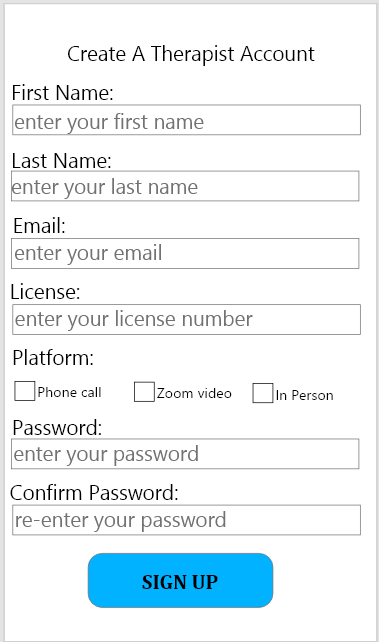 Create A Therapist Account
First Name:
enter your first name
Last Name:
enter your last name
Email:
enter your email
License:
enter your license number
Platform:
Phone call Zoom video In Person
Password:
enter your password
Confirm Password:
re-enter your password
SIGN UP